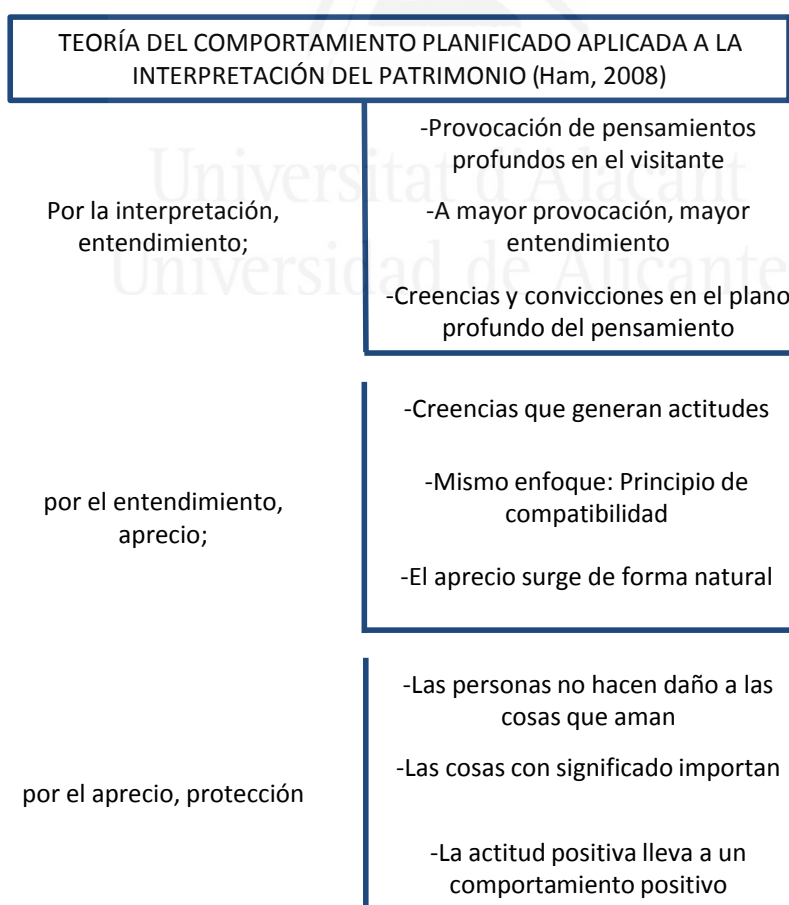 TEORÍA DEL COMPORTAMIENTO PLANIFICADO APLICADA A LA
INTERPRETACIÓN DEL PATRIMONIO (Ham, 2008)
Universitat d'Alacant
Universidad de Alicante
Por la interpretación,
entendimiento;
-Provocación de pensamientos
profundos en el visitante
-A mayor provocación, mayor
entendimiento
-Creencias y convicciones en el plano
profundo del pensamiento
por el entendimiento,
aprecio;
-Creencias que generan actitudes
-Mismo enfoque: Principio de
compatibilidad
-El aprecio surge de forma natural
por el aprecio, protección
-Las personas no hacen daño a las
cosas que aman
-Las cosas con significado importan
-La actitud positiva lleva a un
comportamiento positivo